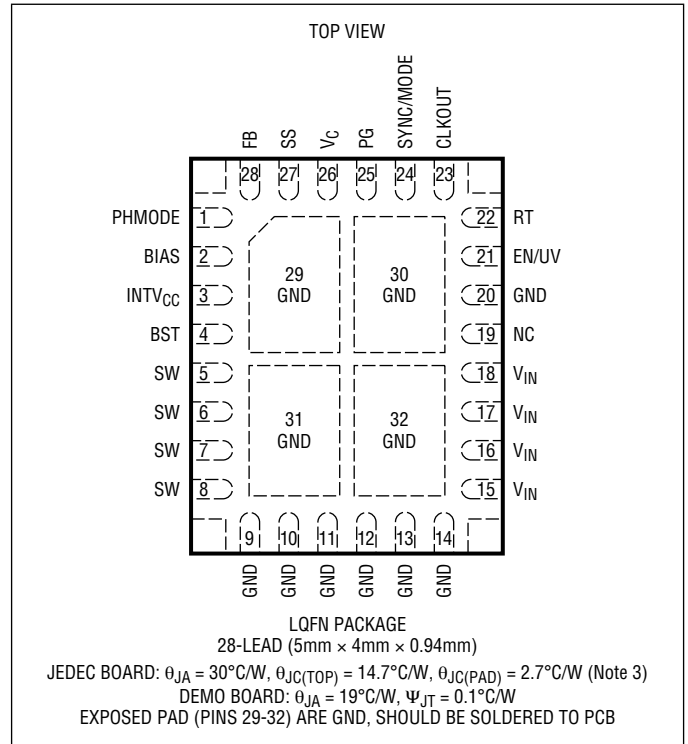 TOP VIEW
FB SS VC PG SYNC/MODE CLKOUT
28 27 26 25 24 23
PHMODE 1 22 RT
BIAS 2 21 EN/UV
29 GND 30 GND
INTVCC 3 20 GND
BST 4 19 NC
SW 5 18 VIN
SW 6 17 VIN
31 GND 32 GND
SW 7 16 VIN
SW 8 15 VIN
9 10 11 12 13 14
GND GND GND GND GND GND
LQFN PACKAGE
28-LEAD (5mm × 4mm × 0.94mm)
JEDEC BOARD: θJA = 30°C/W, θJC(TOP) = 14.7°C/W, θJC(PAD) = 2.7°C/W (Note 3)
DEMO BOARD: θJA = 19°C/W, ΨJT = 0.1°C/W
EXPOSED PAD (PINS 29-32) ARE GND, SHOULD BE SOLDERED TO PCB